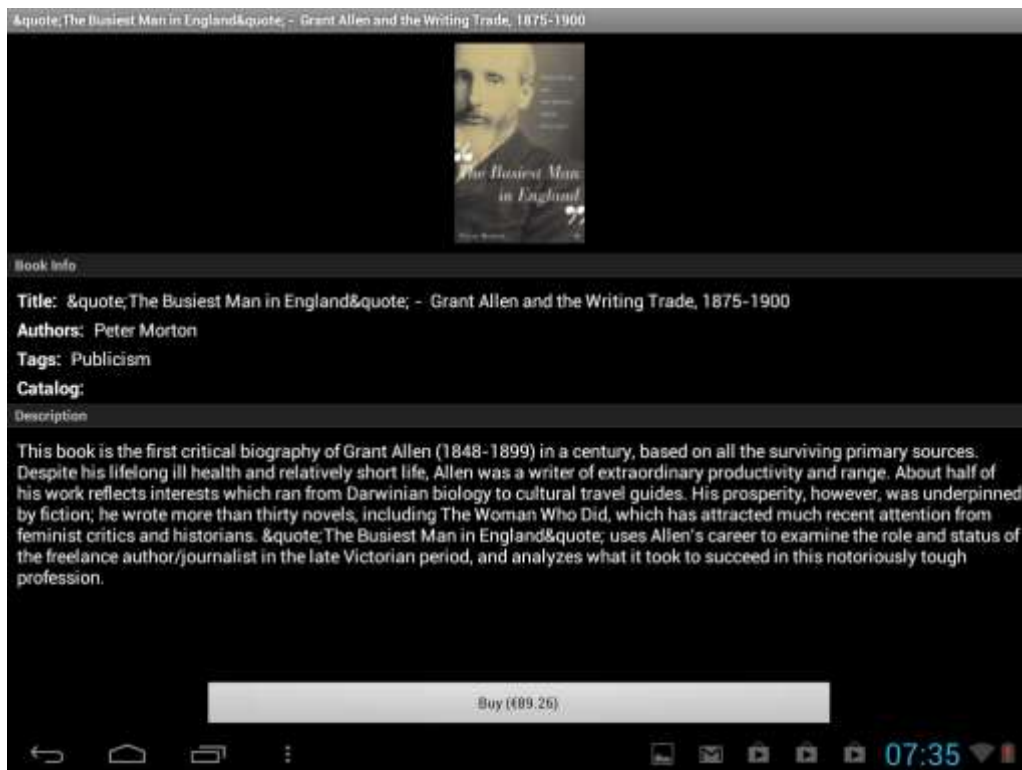 &quote;The Busiest Man in England&quote; - Grant Allen and the Writing Trade, 1875-1900
"The Busiest Man
in England"
Book Info
Title: &quote;The Busiest Man in England&quote; - Grant Allen and the Writing Trade, 1875-1900
Authors: Peter Morton
Tags: Publicism
Catalog:
Description
This book is the first critical biography of Grant Allen (1848-1899) in a century, based on all the surviving primary sources.
Despite his lifelong ill health and relatively short life, Allen was a writer of extraordinary productivity and range. About half of
his work reflects interests which ran from Darwinian biology to cultural travel guides. His prosperity, however, was underpinned
by fiction; he wrote more than thirty novels, including The Woman Who Did, which has attracted much recent attention from
feminist critics and historians. &quote;The Busiest Man in England&quote; uses Allen's career to examine the role and status of
the freelance author/journalist in the late Victorian period, and analyzes what it took to succeed in this notoriously tough
profession.
Buy (€89.26)
07:35